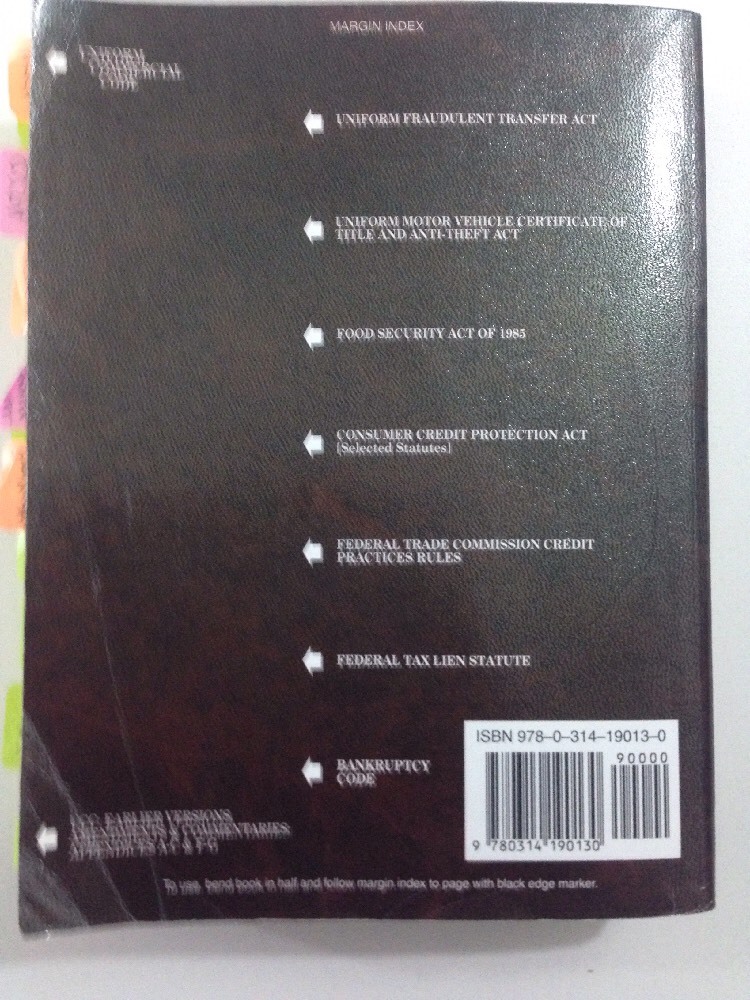 MARGIN INDEX
UNIFORM
COMMERCIAL
CODE
UNIFORM FRAUDULENT TRANSFER ACT
UNIFORM MOTOR VEHICLE CERTIFICATE OF
TITLE AND ANTI-THEFT ACT
FOOD SECURITY ACT OF 1985
CONSUMER CREDIT PROTECTION ACT
[Selected Statutes]
FEDERAL TRADE COMMISSION CREDIT
PRACTICES RULES
FEDERAL TAX LIEN STATUTE
BANKRUPTCY
CODE
ISBN 978-0-314-19013-0
90000
9 780314 190130
UCC, EARLIER VERSIONS,
AMENDMENTS & COMMENTARIES:
APPENDICES
To use, bend book in half and follow margin index to page with black edge marker.